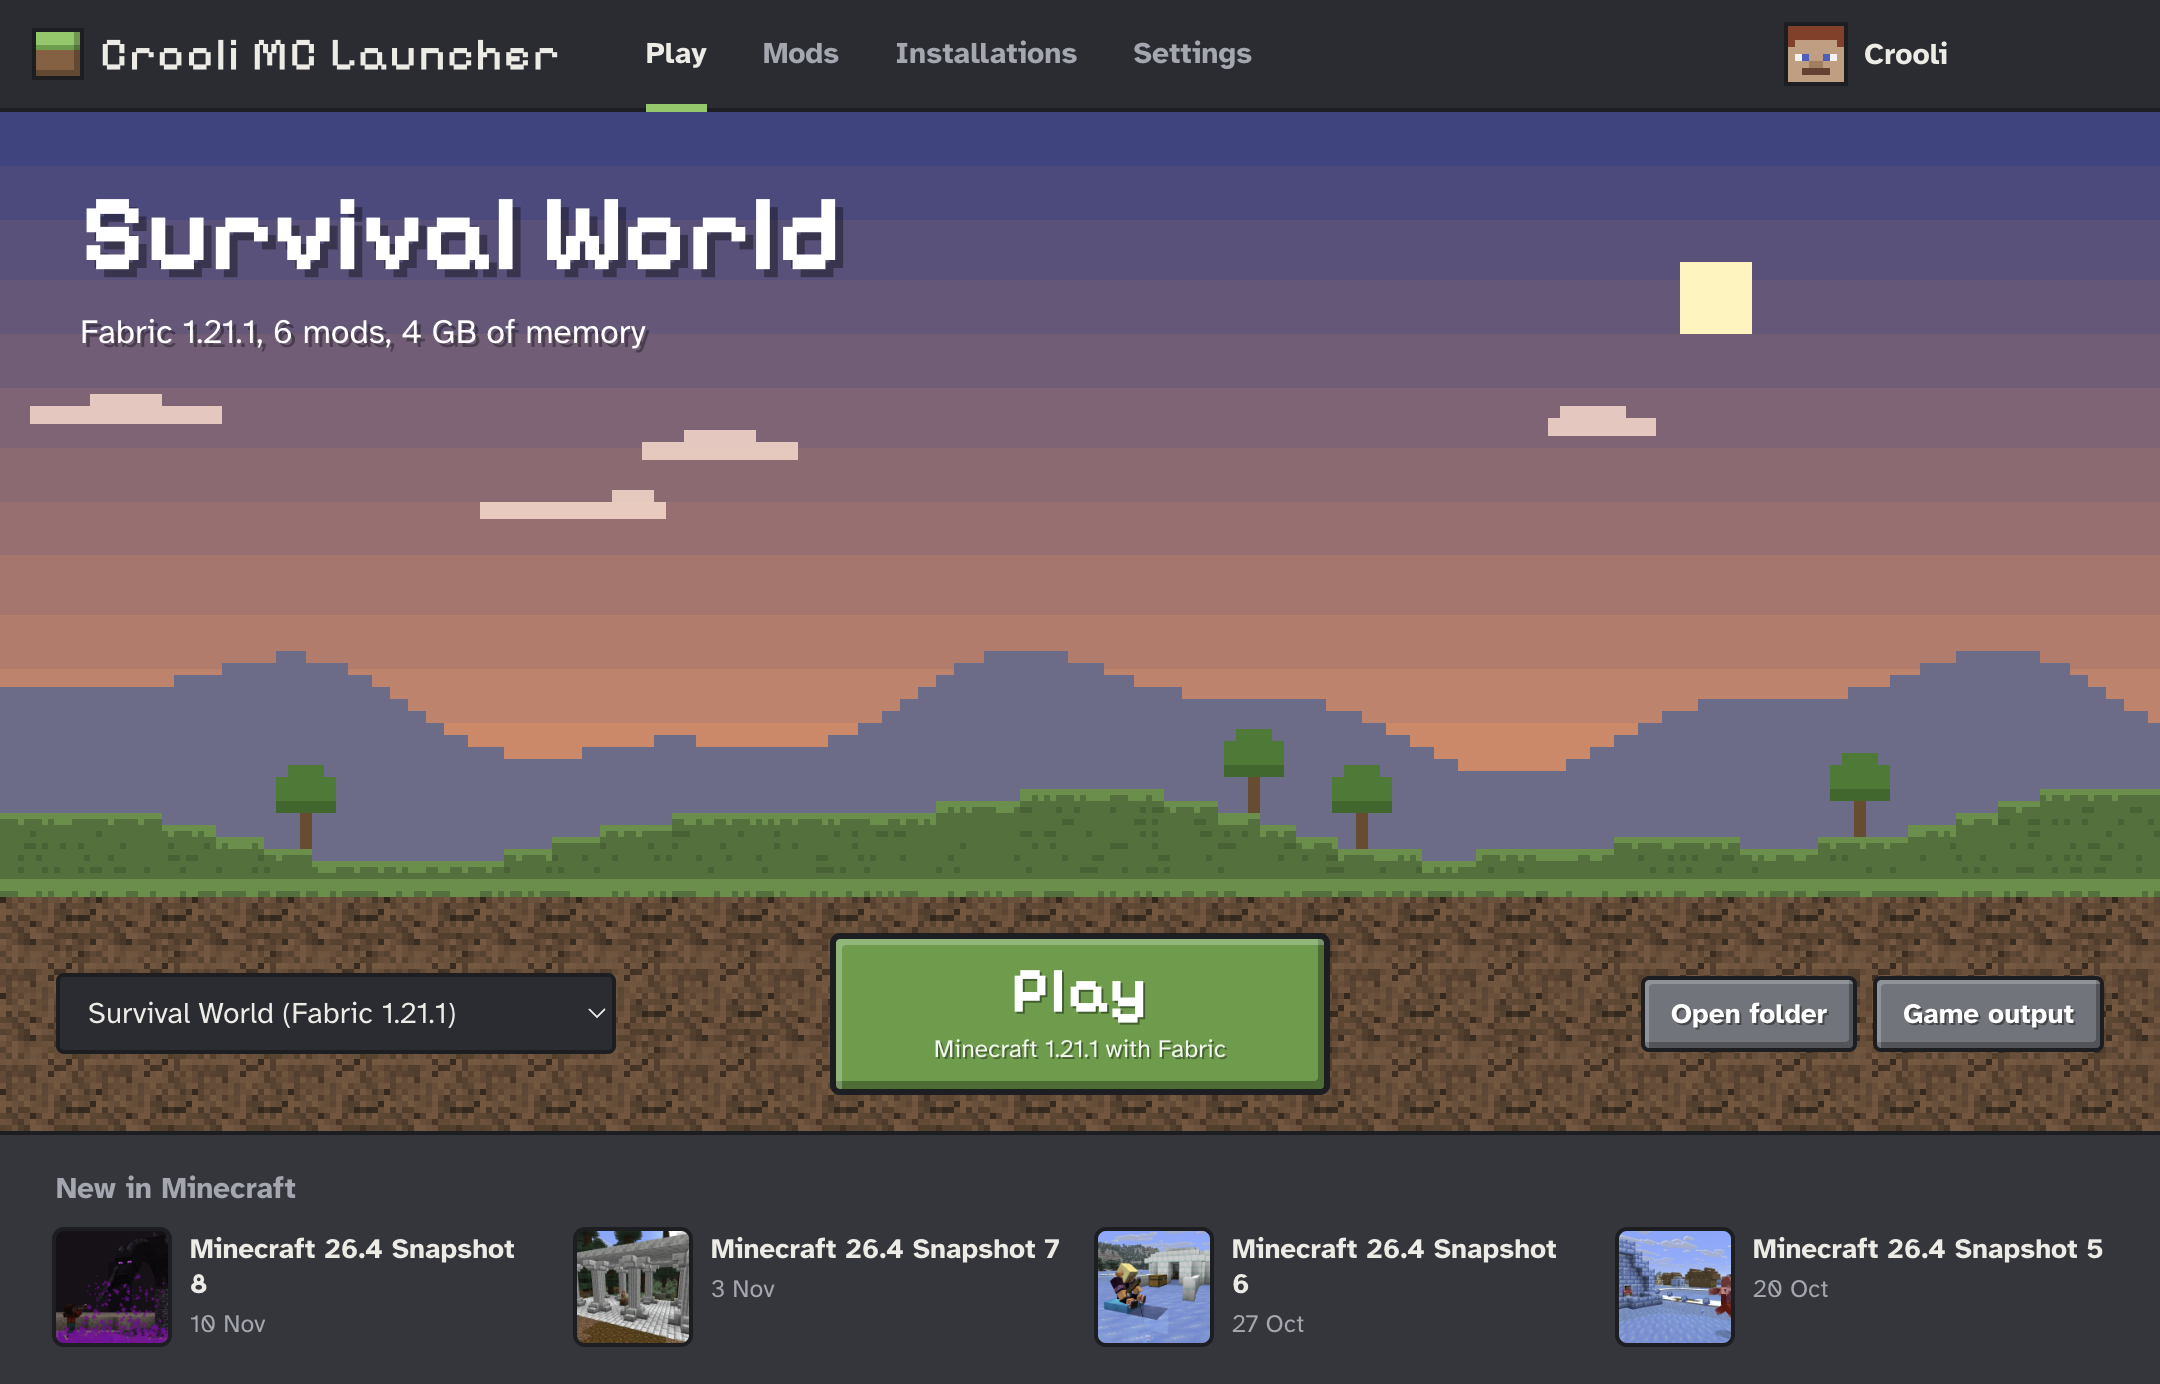 Crooli MC Launcher
Play
Mods
Installations
Settings
Crooli
Survival World
Fabric 1.21.1, 6 mods, 4 GB of memory
Survival World (Fabric 1.21.1)
Play
Minecraft 1.21.1 with Fabric
Open folder
Game output
New in Minecraft
Minecraft 26.4 Snapshot
8
10 Nov
Minecraft 26.4 Snapshot 7
3 Nov
Minecraft 26.4 Snapshot
6
27 Oct
Minecraft 26.4 Snapshot 5
20 Oct